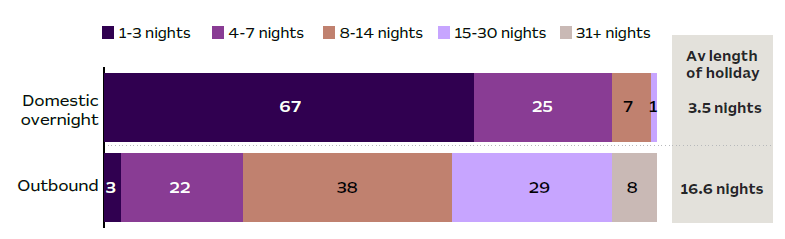 1-3 nights 4-7 nights 8-14 nights 15-30 nights 31+ nights
Av length
of holiday
Domestic
overnight
67 25 7 1
3.5 nights
Outbound
3 22 38 29 8
16.6 nights